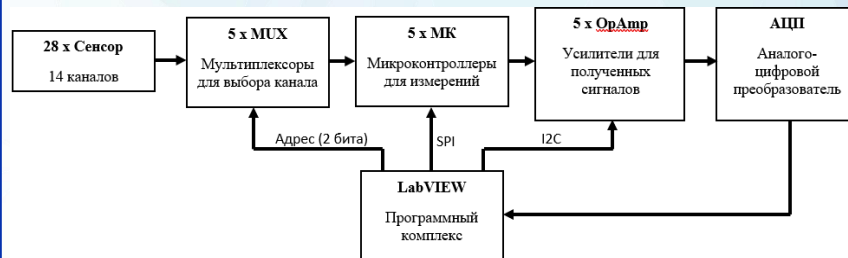 28 x Сенсор
14 каналов
5 x MUX
Мультиплексоры
для выбора канала
5 x МК
Микроконтроллеры
для измерений
5 x OpAmp
Усилители для
полученных
сигналов
АЦП
Аналого-
цифровой
преобразователь
Адрес (2 бита)
SPI
I2C
LabVIEW
Программный
комплекс